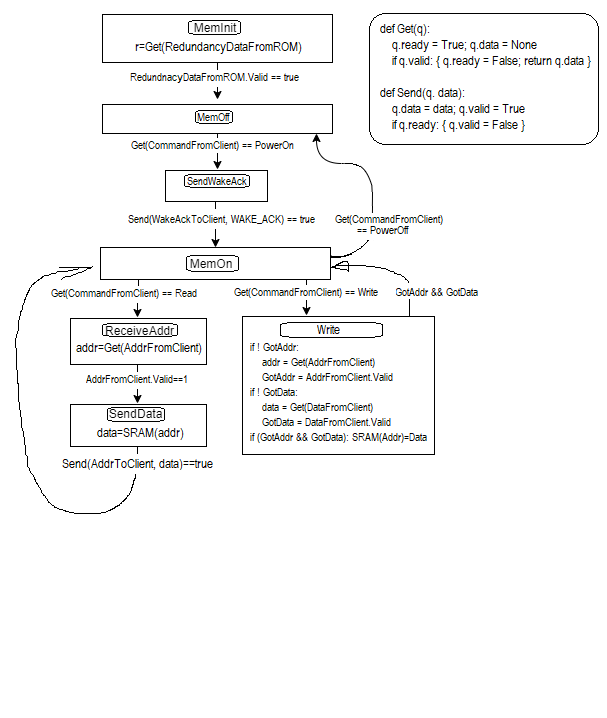 MemInit
r=Get(RedundancyDataFromROM)
RedundnacyDataFromROM.Valid == true
MemOff
Get(CommandFromClient) == PowerOn
SendWakeAck
Send(WakeAckToClient, WAKE_ACK) == true
Get(CommandFromClient)
== PowerOff
MemOn
Get(CommandFromClient) == Read
Get(CommandFromClient) == Write
GotAddr && GotData
ReceiveAddr
addr=Get(AddrFromClient)
AddrFromClient.Valid==1
SendData
data=SRAM(addr)
Send(AddrToClient, data)==true
Write
if ! GotAddr:
addr = Get(AddrFromClient)
GotAddr = AddrFromClient.Valid
if ! GotData:
data = Get(DataFromClient)
GotData = DataFromClient.Valid
if (GotAddr && GotData): SRAM(Addr)=Data
def Get(q):
q.ready = True; q.data = None
if q.valid: { q.ready = False; return q.data }
def Send(q. data):
q.data = data; q.valid = True
if q.ready: { q.valid = False }